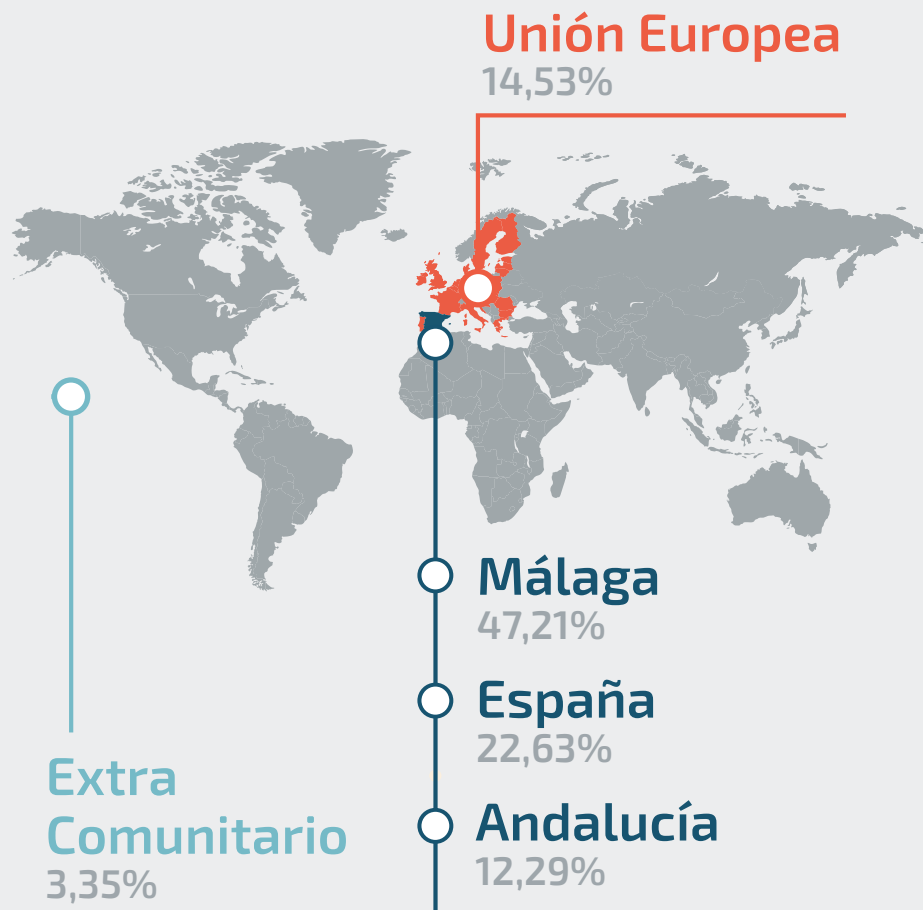 Unión Europea
14,53%
Málaga
47,21%
España
22,63%
Andalucía
12,29%
Extra
Comunitario
3,35%